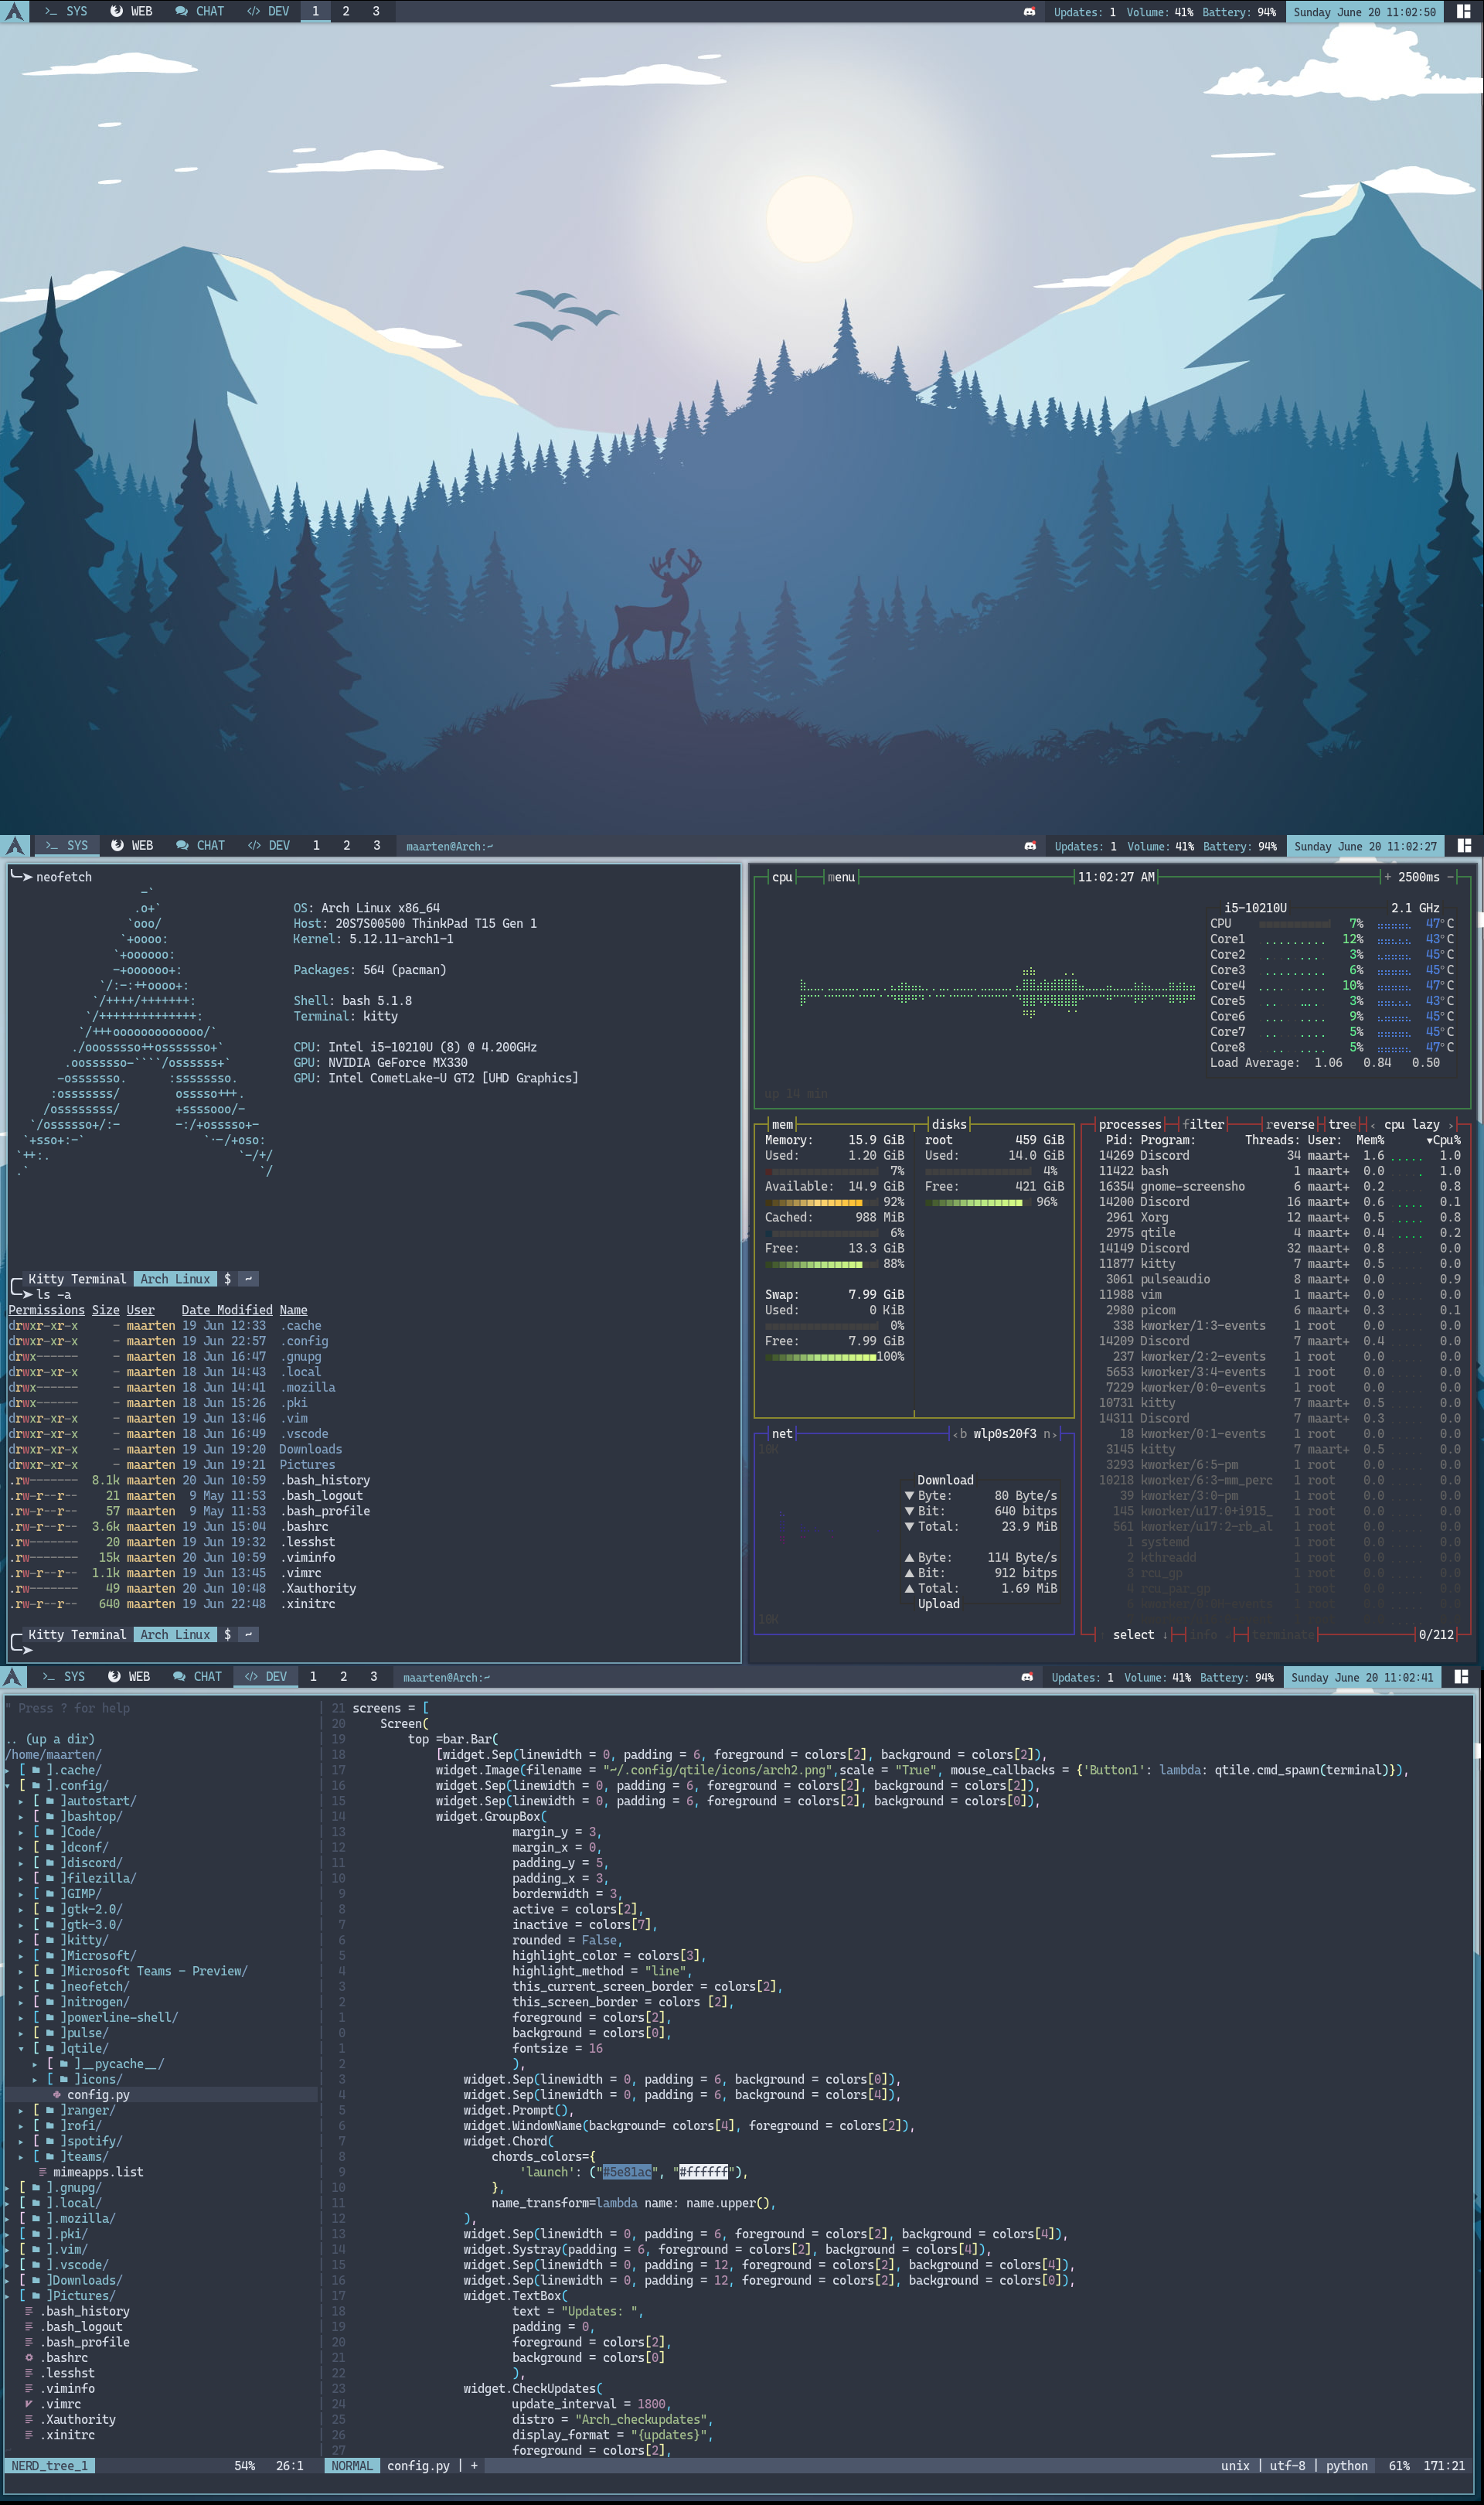 SYS WEB CHAT DEV 1 2 3 Updates: 1 Volume: 41% Battery: 94% Sunday June 20 11:02:50
SYS WEB CHAT DEV 1 2 3 maarten@Arch:~ Updates: 1 Volume: 41% Battery: 94% Sunday June 20 11:02:27
neofetch
OS: Arch Linux x86_64
Host: 20S7S00500 ThinkPad T15 Gen 1
Kernel: 5.12.11-arch1-1
Packages: 564 (pacman)
Shell: bash 5.1.8
Terminal: kitty
CPU: Intel i5-10210U (8) @ 4.200GHz
GPU: NVIDIA GeForce MX330
GPU: Intel CometLake-U GT2 [UHD Graphics]
Kitty Terminal Arch Linux $ ~
ls -a
Permissions Size User Date Modified Name
drwxr-xr-x - maarten 19 Jun 12:33 .cache
drwxr-xr-x - maarten 19 Jun 22:57 .config
drwx------ - maarten 18 Jun 16:47 .gnupg
drwxr-xr-x - maarten 18 Jun 14:43 .local
drwx------ - maarten 18 Jun 14:41 .mozilla
drwx------ - maarten 18 Jun 15:26 .pki
drwxr-xr-x - maarten 19 Jun 13:46 .vim
drwxr-xr-x - maarten 18 Jun 16:49 .vscode
drwxr-xr-x - maarten 19 Jun 19:20 Downloads
drwxr-xr-x - maarten 19 Jun 19:21 Pictures
.rw------- 8.1k maarten 20 Jun 10:59 .bash_history
.rw-r--r-- 21 maarten 9 May 11:53 .bash_logout
.rw-r--r-- 57 maarten 9 May 11:53 .bash_profile
.rw-r--r-- 3.6k maarten 19 Jun 15:04 .bashrc
.rw------- 20 maarten 19 Jun 19:32 .lesshst
.rw------- 15k maarten 20 Jun 10:59 .viminfo
.rw-r--r-- 1.1k maarten 19 Jun 13:45 .vimrc
.rw------- 49 maarten 20 Jun 10:48 .Xauthority
.rw-r--r-- 640 maarten 19 Jun 22:48 .xinitrc
Kitty Terminal Arch Linux $ ~
cpu menu 11:02:27 AM + 2500ms -
i5-10210U 2.1 GHz
CPU 7% 47°C
Core1 12% 43°C
Core2 3% 45°C
Core3 6% 45°C
Core4 10% 47°C
Core5 3% 43°C
Core6 9% 45°C
Core7 5% 45°C
Core8 5% 47°C
Load Average: 1.06 0.84 0.50
up 14 min
mem
Memory: 15.9 GiB
Used: 1.20 GiB
7%
Available: 14.9 GiB
92%
Cached: 988 MiB
6%
Free: 13.3 GiB
88%
Swap: 7.99 GiB
Used: 0 KiB
0%
Free: 7.99 GiB
100%
disks
root 459 GiB
Used: 14.0 GiB
4%
Free: 421 GiB
96%
net ‹b wlp0s20f3 n›
10K
Download
▼ Byte: 80 Byte/s
▼ Bit: 640 bitps
▼ Total: 23.9 MiB
▲ Byte: 114 Byte/s
▲ Bit: 912 bitps
▲ Total: 1.69 MiB
Upload
10K
processes filter reverse tree ‹ cpu lazy ›
Pid: Program: Threads: User: Mem% ▼Cpu%
14269 Discord 34 maart+ 1.6 1.0
11422 bash 1 maart+ 0.0 1.0
16354 gnome-screensho 6 maart+ 0.2 0.8
14200 Discord 16 maart+ 0.6 0.1
2961 Xorg 12 maart+ 0.5 0.8
2975 qtile 4 maart+ 0.4 0.2
14149 Discord 32 maart+ 0.8 0.0
11877 kitty 7 maart+ 0.5 0.0
3061 pulseaudio 8 maart+ 0.0 0.9
11988 vim 1 maart+ 0.0 0.0
2980 picom 6 maart+ 0.3 0.1
338 kworker/1:3-events 1 root 0.0 0.0
14209 Discord 7 maart+ 0.4 0.0
237 kworker/2:2-events 1 root 0.0 0.0
5653 kworker/3:4-events 1 root 0.0 0.0
7229 kworker/0:0-events 1 root 0.0 0.0
10731 kitty 7 maart+ 0.5 0.0
14311 Discord 7 maart+ 0.3 0.0
18 kworker/0:1-events 1 root 0.0 0.0
3145 kitty 7 maart+ 0.5 0.0
3293 kworker/6:5-pm 1 root 0.0 0.0
10218 kworker/6:3-mm_perc 1 root 0.0 0.0
39 kworker/3:0-pm 1 root 0.0 0.0
145 kworker/u17:0+i915_ 1 root 0.0 0.0
561 kworker/u17:2-rb_al 1 root 0.0 0.0
1 systemd 1 root 0.0 0.0
2 kthreadd 1 root 0.0 0.0
3 rcu_gp 1 root 0.0 0.0
4 rcu_par_gp 1 root 0.0 0.0
select ↓ info terminate 0/212
SYS WEB CHAT DEV 1 2 3 maarten@Arch:~ Updates: 1 Volume: 41% Battery: 94% Sunday June 20 11:02:41
" Press ? for help
.. (up a dir)
/home/maarten/
▸ [ ].cache/
▾ [ ].config/
▸ [ ]autostart/
▸ [ ]bashtop/
▸ [ ]Code/
▸ [ ]dconf/
▸ [ ]discord/
▸ [ ]filezilla/
▸ [ ]GIMP/
▸ [ ]gtk-2.0/
▸ [ ]gtk-3.0/
▸ [ ]kitty/
▸ [ ]Microsoft/
▸ [ ]Microsoft Teams - Preview/
▸ [ ]neofetch/
▸ [ ]nitrogen/
▸ [ ]powerline-shell/
▸ [ ]pulse/
▾ [ ]qtile/
▸ [ ]__pycache__/
▸ [ ]icons/
config.py
▸ [ ]ranger/
▸ [ ]rofi/
▸ [ ]spotify/
▸ [ ]teams/
mimeapps.list
▸ [ ].gnupg/
▸ [ ].local/
▸ [ ].mozilla/
▸ [ ].pki/
▸ [ ].vim/
▸ [ ].vscode/
▸ [ ]Downloads/
▸ [ ]Pictures/
.bash_history
.bash_logout
.bash_profile
.bashrc
.lesshst
.viminfo
.vimrc
.Xauthority
.xinitrc
NERD_tree_1 54% 26:1
21 screens = [
20 Screen(
19 top =bar.Bar(
18 [widget.Sep(linewidth = 0, padding = 6, foreground = colors[2], background = colors[2]),
17 widget.Image(filename = "~/.config/qtile/icons/arch2.png",scale = "True", mouse_callbacks = {'Button1': lambda: qtile.cmd_spawn(terminal)}),
16 widget.Sep(linewidth = 0, padding = 6, foreground = colors[2], background = colors[2]),
15 widget.Sep(linewidth = 0, padding = 6, foreground = colors[2], background = colors[0]),
14 widget.GroupBox(
13 margin_y = 3,
12 margin_x = 0,
11 padding_y = 5,
10 padding_x = 3,
9 borderwidth = 3,
8 active = colors[2],
7 inactive = colors[7],
6 rounded = False,
5 highlight_color = colors[3],
4 highlight_method = "line",
3 this_current_screen_border = colors[2],
2 this_screen_border = colors [2],
1 foreground = colors[2],
0 background = colors[0],
1 fontsize = 16
2 ),
3 widget.Sep(linewidth = 0, padding = 6, background = colors[0]),
4 widget.Sep(linewidth = 0, padding = 6, background = colors[4]),
5 widget.Prompt(),
6 widget.WindowName(background= colors[4], foreground = colors[2]),
7 widget.Chord(
8 chords_colors={
9 'launch': ("#5e81ac", "#ffffff"),
10 },
11 name_transform=lambda name: name.upper(),
12 ),
13 widget.Sep(linewidth = 0, padding = 6, foreground = colors[2], background = colors[4]),
14 widget.Systray(padding = 6, foreground = colors[2], background = colors[4]),
15 widget.Sep(linewidth = 0, padding = 12, foreground = colors[2], background = colors[4]),
16 widget.Sep(linewidth = 0, padding = 12, foreground = colors[2], background = colors[0]),
17 widget.TextBox(
18 text = "Updates: ",
19 padding = 0,
20 foreground = colors[2],
21 background = colors[0]
22 ),
23 widget.CheckUpdates(
24 update_interval = 1800,
25 distro = "Arch_checkupdates",
26 display_format = "{updates}",
27 foreground = colors[2],
NORMAL config.py | + unix | utf-8 | python 61% 171:21